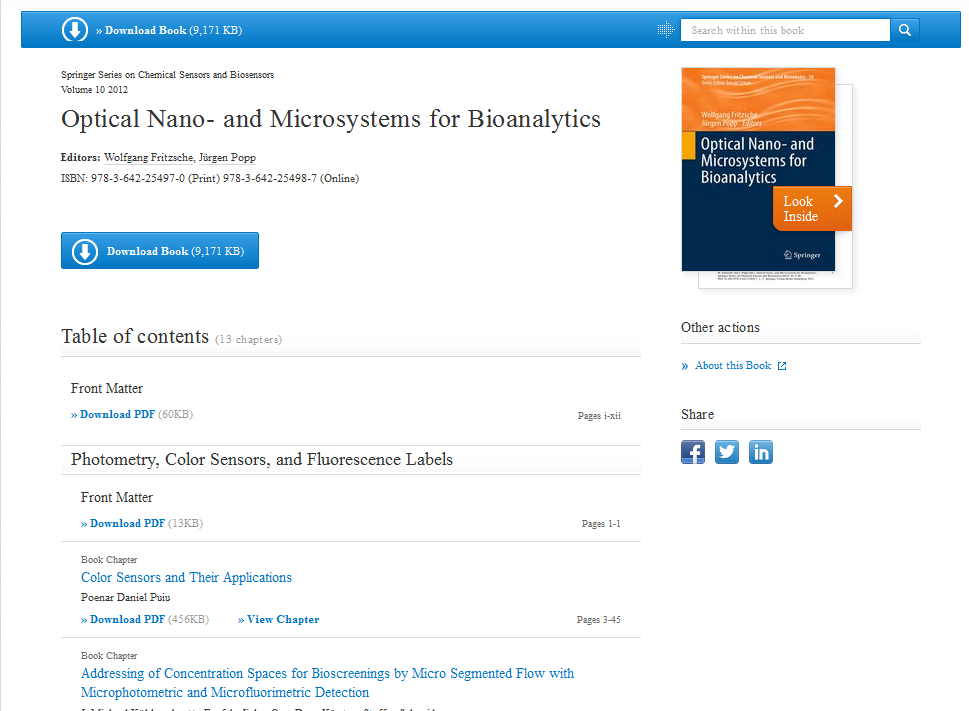 » Download Book (9,171 KB)
Search within this book
Springer Series on Chemical Sensors and Biosensors
Volume 10 2012
Optical Nano- and Microsystems for Bioanalytics
Editors: Wolfgang Fritzsche, Jürgen Popp
ISBN: 978-3-642-25497-0 (Print) 978-3-642-25498-7 (Online)
Download Book (9,171 KB)
Springer Series on Chemical Sensors and Biosensors 10
Wolfgang Fritzsche
Jürgen Popp Editors
Optical Nano- and
Microsystems for
Bioanalytics
Look
Inside
Springer
Table of contents (13 chapters)
Front Matter
» Download PDF (60KB)
Pages i-xii
Photometry, Color Sensors, and Fluorescence Labels
Front Matter
» Download PDF (13KB)
Pages 1-1
Book Chapter
Color Sensors and Their Applications
Poenar Daniel Puiu
» Download PDF (456KB)
» View Chapter
Pages 3-45
Book Chapter
Addressing of Concentration Spaces for Bioscreenings by Micro Segmented Flow with
Microphotometric and Microfluorimetric Detection
Other actions
» About this Book
Share
f
in